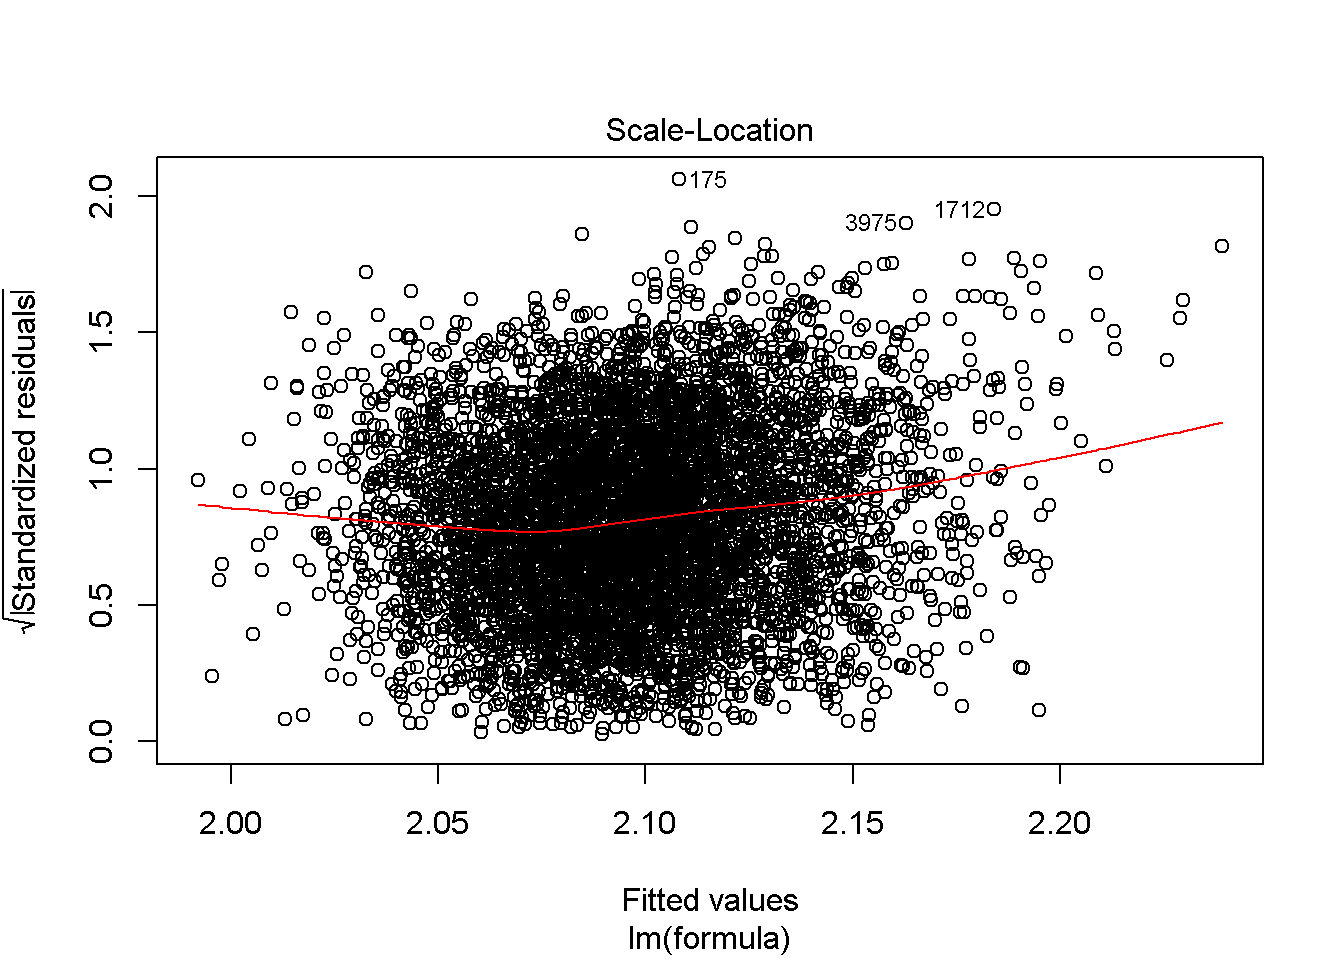 Scale-Location
175
1712
3975
√|Standardized residuals|
2.0
1.5
1.0
0.5
0.0
2.00 2.05 2.10 2.15 2.20
Fitted values
lm(formula)